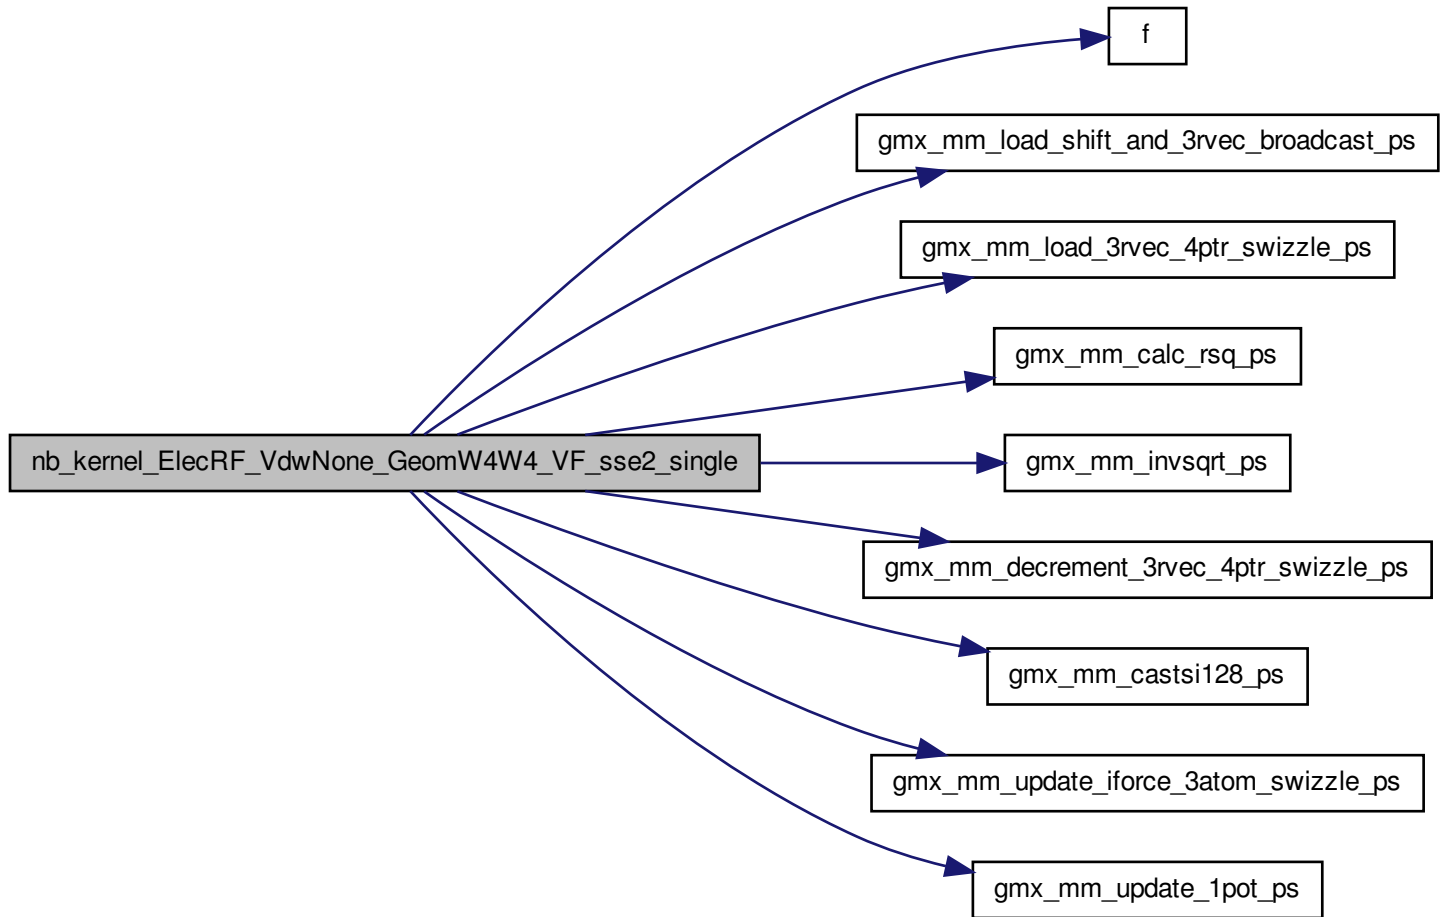 f
gmx_mm_load_shift_and_3rvec_broadcast_ps
gmx_mm_load_3rvec_4ptr_swizzle_ps
gmx_mm_calc_rsq_ps
nb_kernel_ElecRF_VdwNone_GeomW4W4_VF_sse2_single
gmx_mm_invsqrt_ps
gmx_mm_decrement_3rvec_4ptr_swizzle_ps
gmx_mm_castsi128_ps
gmx_mm_update_iforce_3atom_swizzle_ps
gmx_mm_update_1pot_ps